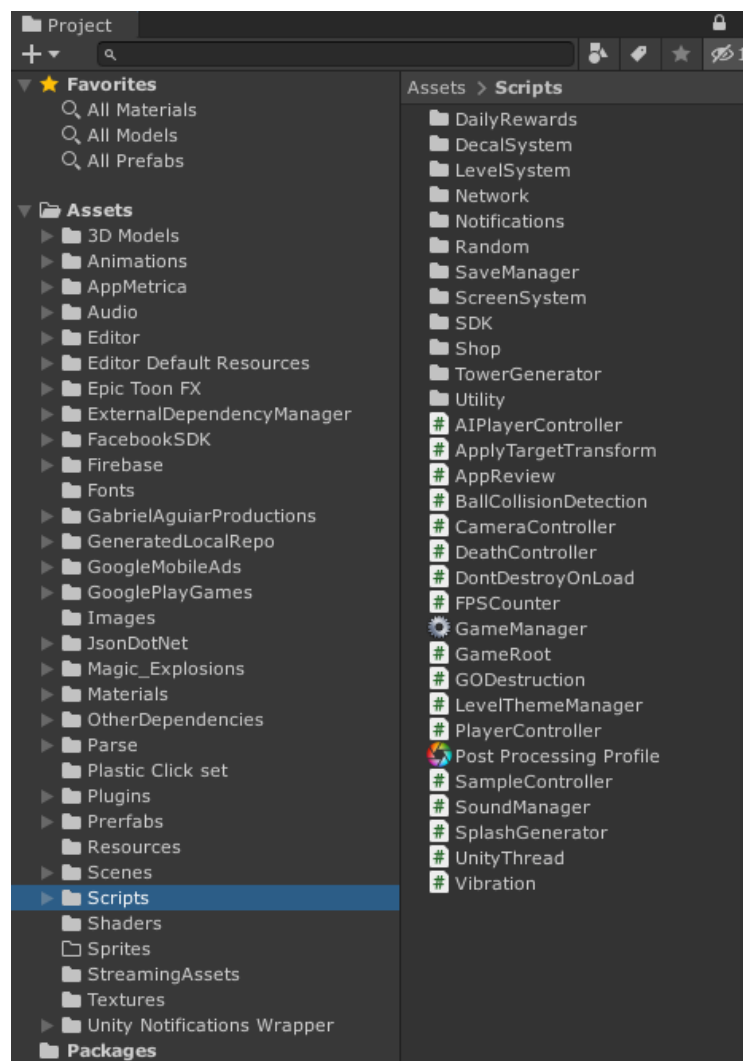 Project
1
Favorites
All Materials
All Models
All Prefabs
Assets
3D Models
Animations
AppMetrica
Audio
Editor
Editor Default Resources
Epic Toon FX
ExternalDependencyManager
FacebookSDK
Firebase
Fonts
GabrielAguiarProductions
GeneratedLocalRepo
GoogleMobileAds
GooglePlayGames
Images
JsonDotNet
Magic_Explosions
Materials
OtherDependencies
Parse
Plastic Click set
Plugins
Prerfabs
Resources
Scenes
Scripts
Shaders
Sprites
StreamingAssets
Textures
Unity Notifications Wrapper
Packages
Assets > Scripts
DailyRewards
DecalSystem
LevelSystem
Network
Notifications
Random
SaveManager
ScreenSystem
SDK
Shop
TowerGenerator
Utility
# AIPlayerController
# ApplyTargetTransform
# AppReview
# BallCollisionDetection
# CameraController
# DeathController
# DontDestroyOnLoad
# FPSCounter
GameManager
# GameRoot
# GODestruction
# LevelThemeManager
# PlayerController
Post Processing Profile
# SampleController
# SoundManager
# SplashGenerator
# UnityThread
# Vibration